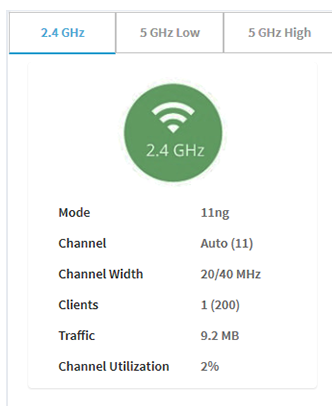 2.4 GHz 5 GHz Low 5 GHz High
2.4 GHz
Mode 11ng
Channel Auto (11)
Channel Width 20/40 MHz
Clients 1 (200)
Traffic 9.2 MB
Channel Utilization 2%